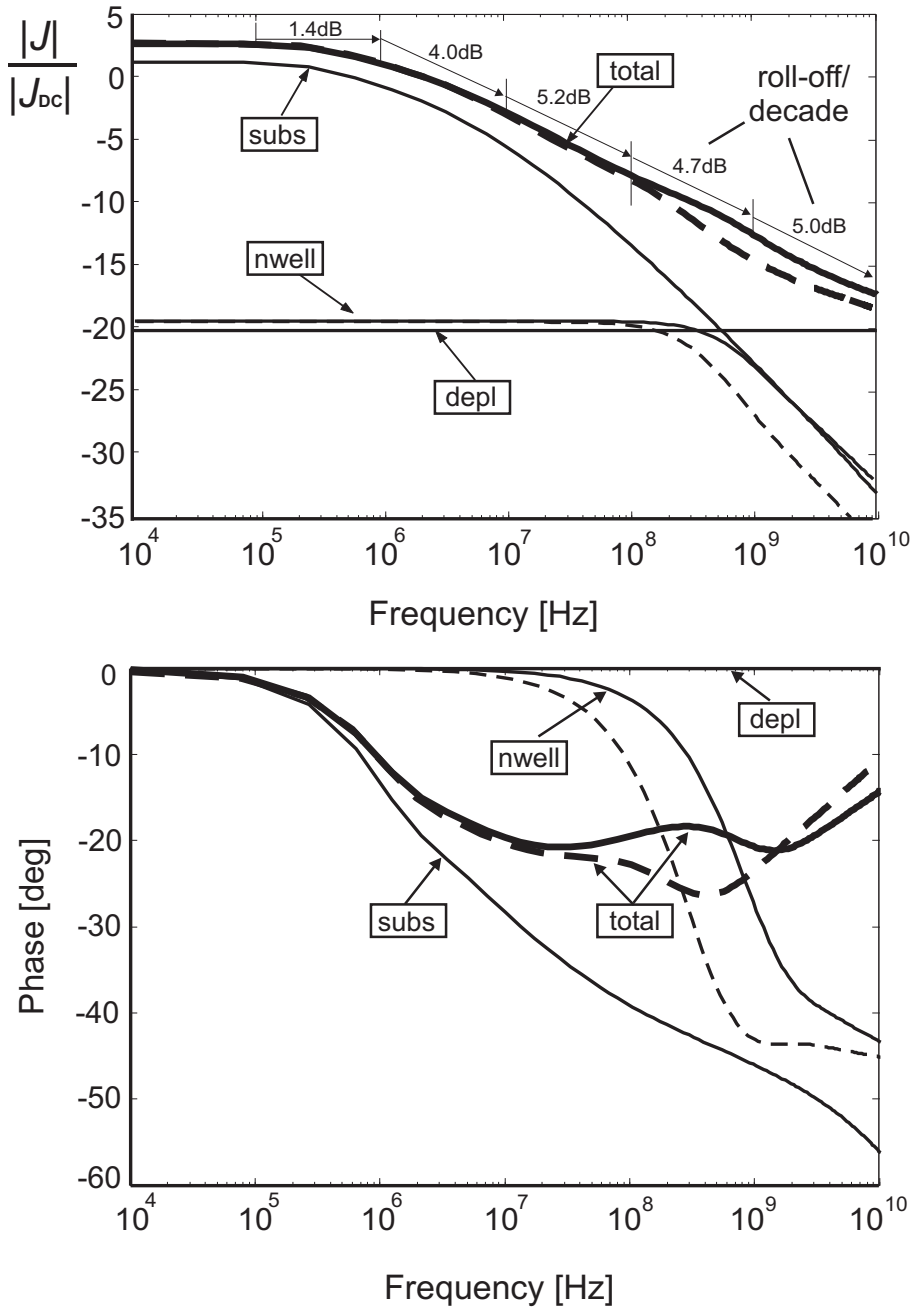 |J|
|JDC|
5
0
-5
-10
-15
-20
-25
-30
-35
1.4dB
4.0dB
5.2dB
4.7dB
5.0dB
total
roll-off/
decade
subs
nwell
depl
10^4 10^5 10^6 10^7 10^8 10^9 10^10
Frequency [Hz]
Phase [deg]
0
-10
-20
-30
-40
-50
-60
depl
nwell
subs
total
10^4 10^5 10^6 10^7 10^8 10^9 10^10
Frequency [Hz]